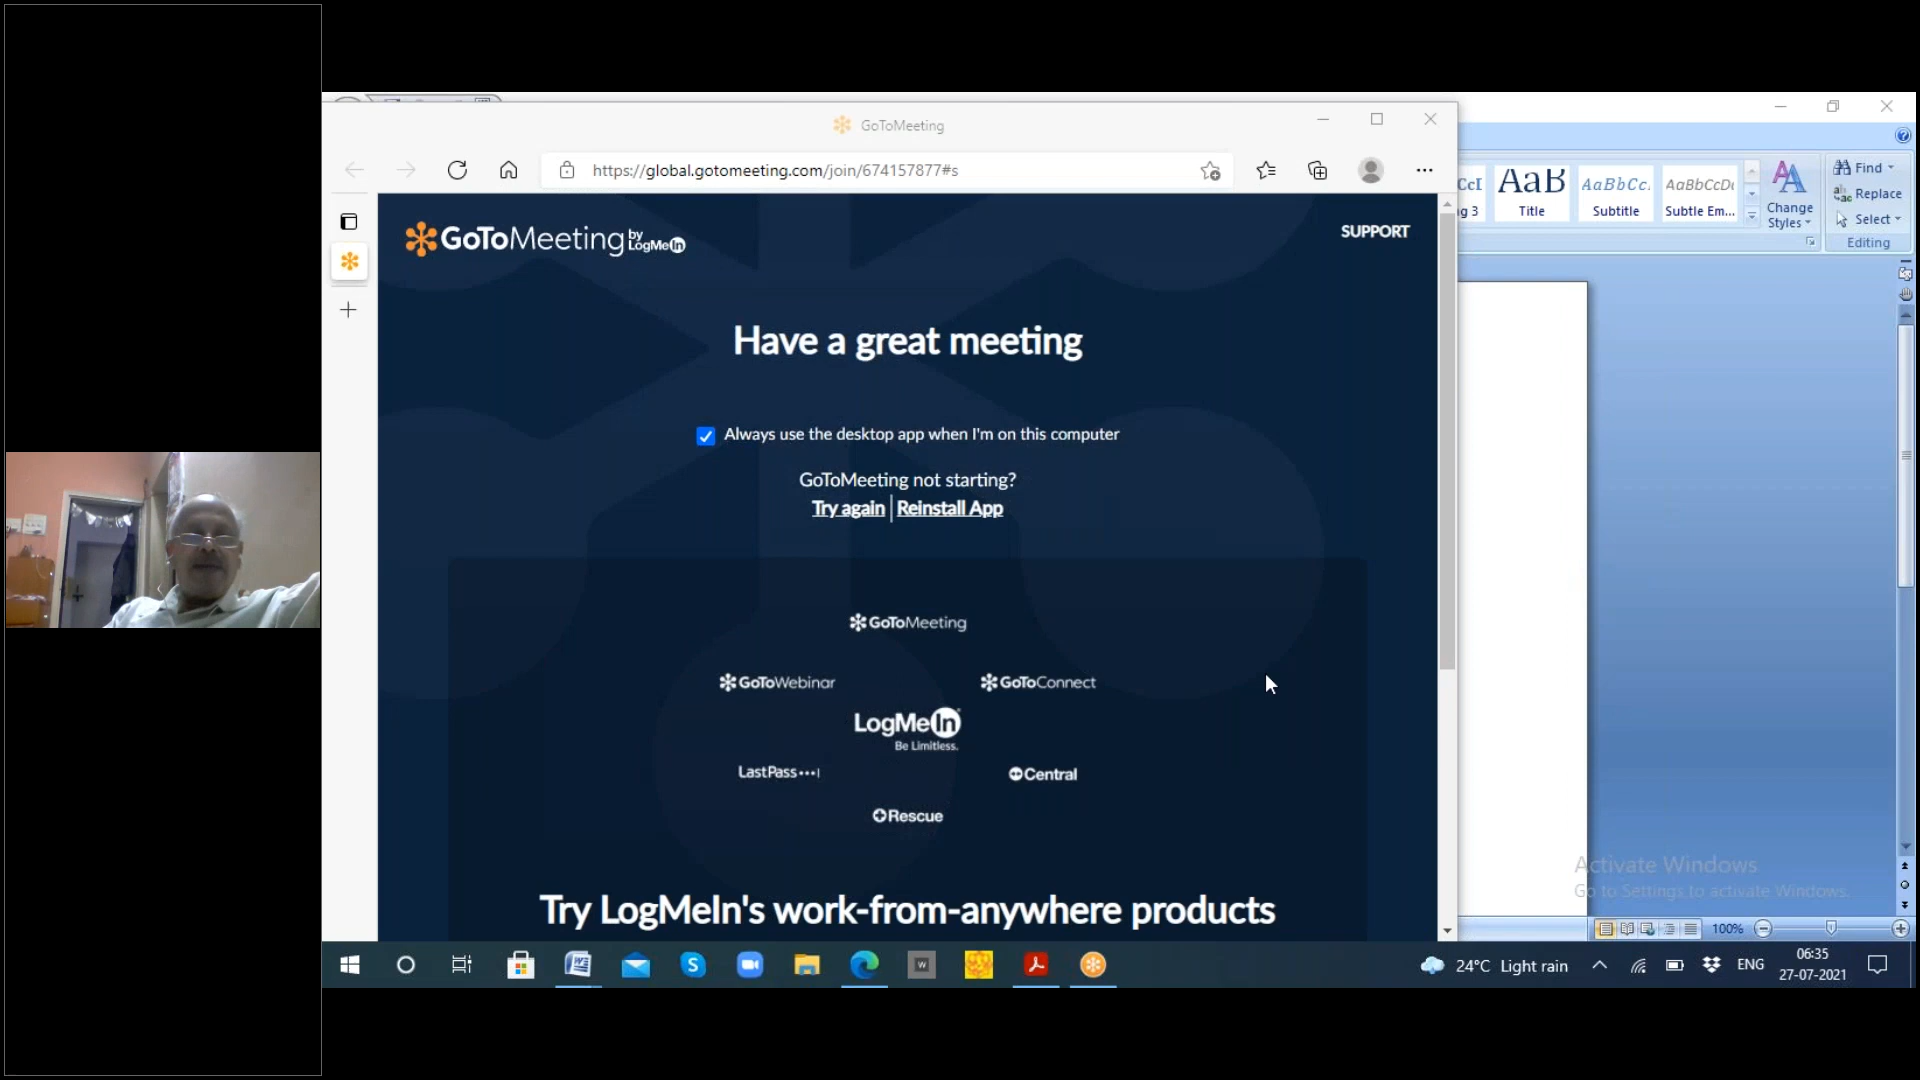 GoToMeeting
https://global.gotomeeting.com/join/674157877#s
GoToMeeting by LogMeIn
SUPPORT
Have a great meeting
Always use the desktop app when I'm on this computer
GoToMeeting not starting?
Try again | Reinstall App
GoToMeeting
GoToWebinar
GoToConnect
LogMeIn
Be Limitless.
LastPass
Central
Rescue
Try LogMeIn's work-from-anywhere products
AaB
AaBbCc.
AaBbCcDc
g 3
Title
Subtitle
Subtle Em...
Change
Styles
Find
Replace
Select
Editing
Activate Windows
Go to Settings to activate Windows.
100%
24°C Light rain
ENG
06:35
27-07-2021